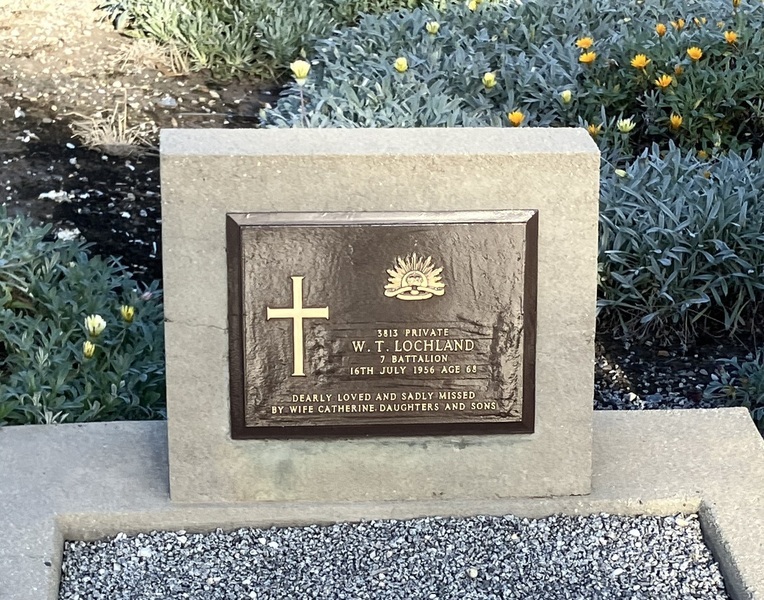 3813 PRIVATE
W. T. LOCHLAND
7 BATTALION
16TH JULY 1956 AGE 68
DEARLY LOVED AND SADLY MISSED
BY WIFE CATHERINE, DAUGHTERS AND SONS